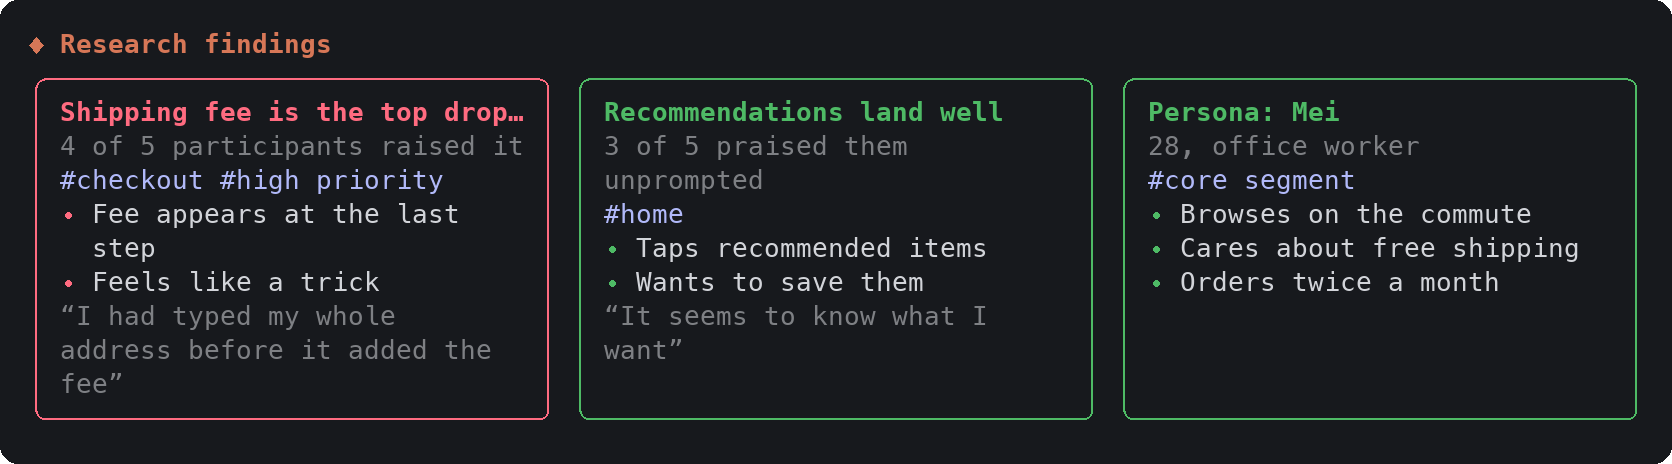 ♦ Research findings
Shipping fee is the top drop…
4 of 5 participants raised it
#checkout #high priority
• Fee appears at the last
step
• Feels like a trick
“I had typed my whole
address before it added the
fee”
Recommendations land well
3 of 5 praised them
unprompted
#home
• Taps recommended items
• Wants to save them
“It seems to know what I
want”
Persona: Mei
28, office worker
#core segment
• Browses on the commute
• Cares about free shipping
• Orders twice a month